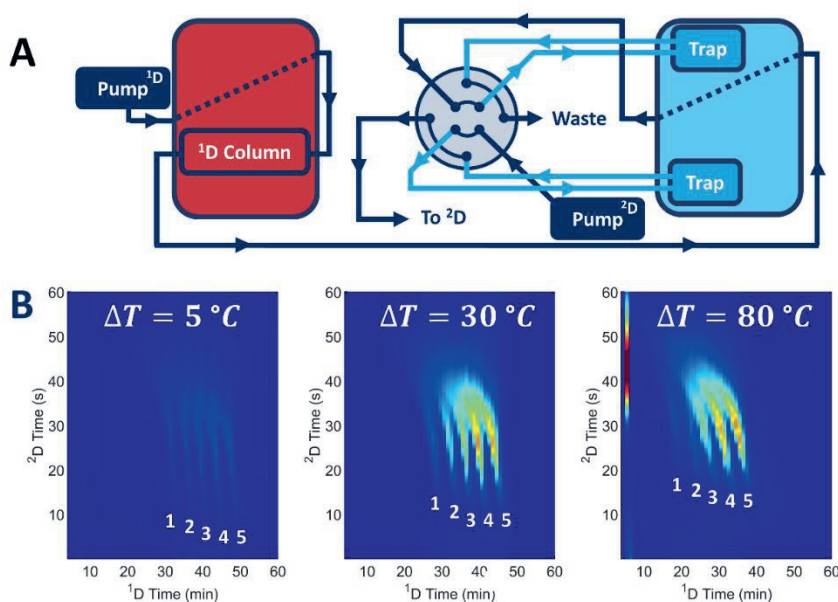 A
Pump¹ᴰ
¹D Column
Trap
Waste
Trap
To ²D
Pump²ᴰ
B
ΔT = 5 °C
ΔT = 30 °C
ΔT = 80 °C
²D Time (s)
60
50
40
30
20
10
1 2 3 4 5
10 20 30 40 50 60
¹D Time (min)
²D Time (s)
60
50
40
30
20
10
1 2 3 4 5
10 20 30 40 50 60
¹D Time (min)
²D Time (s)
60
50
40
30
20
10
1 2 3 4 5
10 20 30 40 50 60
¹D Time (min)